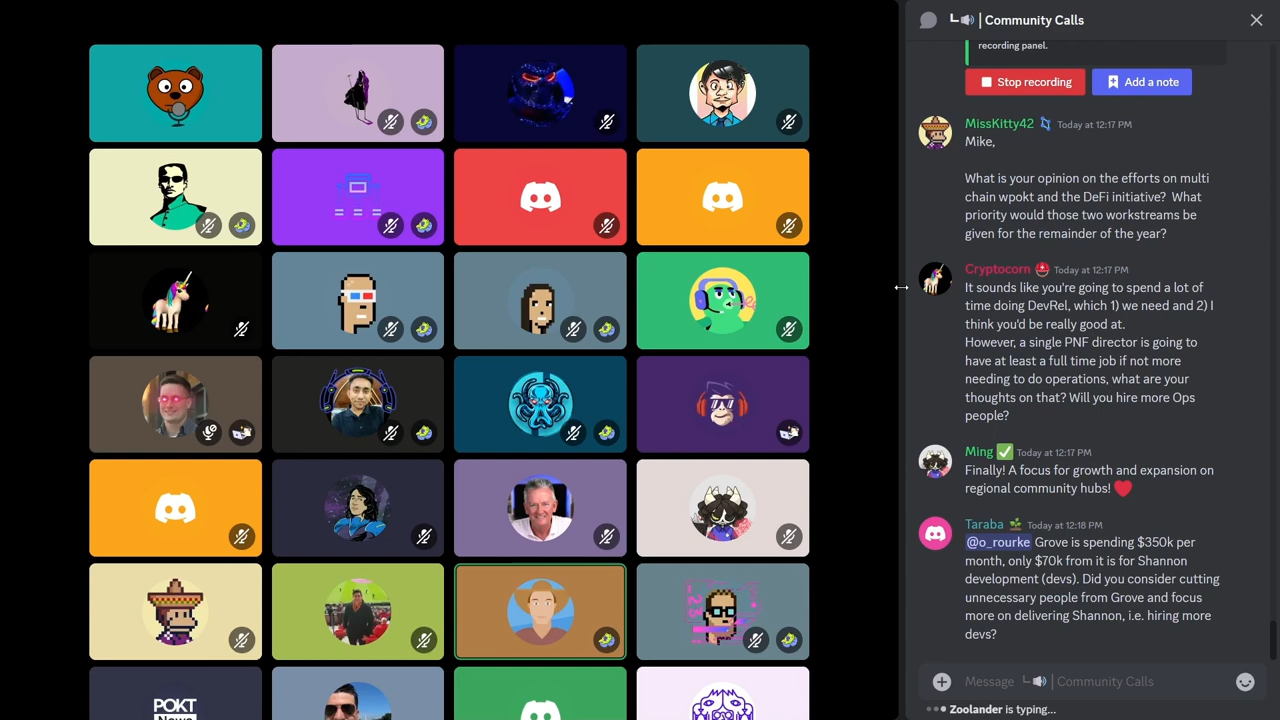 | Community Calls
recording panel.
Stop recording
Add a note
MissKitty42 Today at 12:17 PM
Mike,
What is your opinion on the efforts on multi
chain wpokt and the DeFi initiative? What
priority would those two workstreams be
given for the remainder of the year?
Cryptocorn Today at 12:17 PM
It sounds like you're going to spend a lot of
time doing DevRel, which 1) we need and 2) I
think you'd be really good at.
However, a single PNF director is going to
have at least a full time job if not more
needing to do operations, what are your
thoughts on that? Will you hire more Ops
people?
Ming Today at 12:17 PM
Finally! A focus for growth and expansion on
regional community hubs!
Taraba Today at 12:18 PM
@o_rourke Grove is spending $350k per
month, only $70k from it is for Shannon
development (devs). Did you consider cutting
unnecessary people from Grove and focus
more on delivering Shannon, i.e. hiring more
devs?
Message | Community Calls
Zoolander is typing...
POKT
News